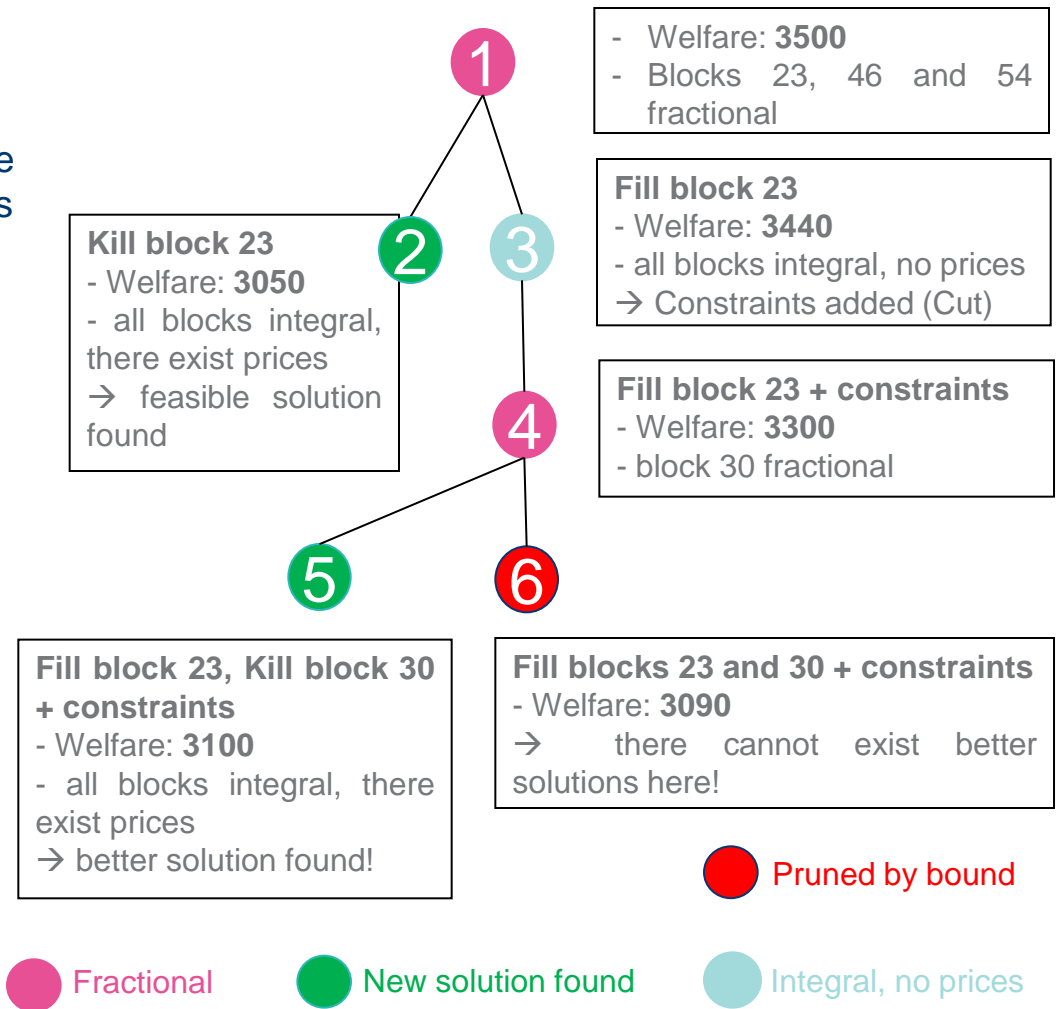 1
- Welfare: 3500
- Blocks 23, 46 and 54
fractional
e
s
Kill block 23
- Welfare: 3050
- all blocks integral,
there exist prices
→ feasible solution
found
2
3
Fill block 23
- Welfare: 3440
- all blocks integral, no prices
→ Constraints added (Cut)
4
Fill block 23 + constraints
- Welfare: 3300
- block 30 fractional
5
6
Fill block 23, Kill block 30
+ constraints
- Welfare: 3100
- all blocks integral, there
exist prices
→ better solution found!
Fill blocks 23 and 30 + constraints
- Welfare: 3090
→ there cannot exist better
solutions here!
Pruned by bound
Fractional
New solution found
Integral, no prices